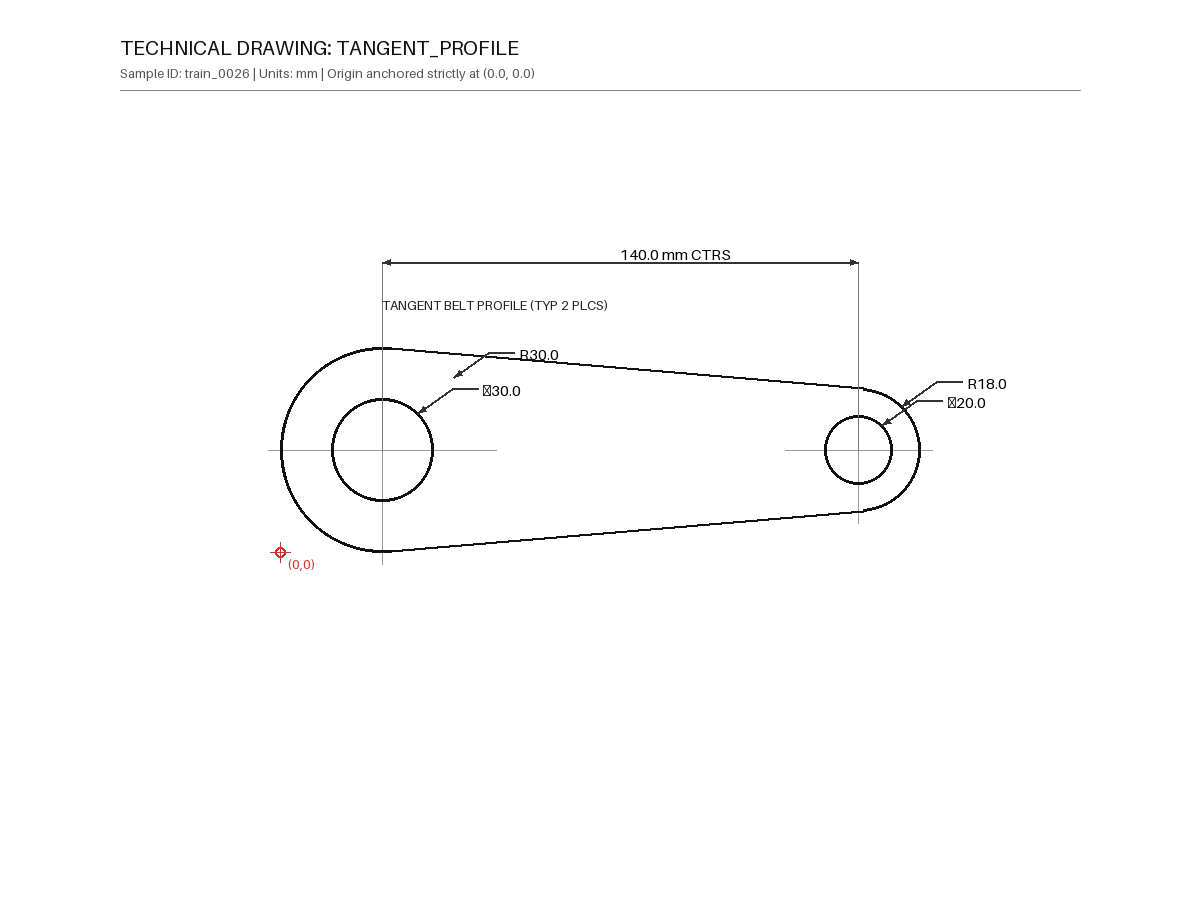 TECHNICAL DRAWING: TANGENT_PROFILE
Sample ID: train_0026 | Units: mm | Origin anchored strictly at (0.0, 0.0)
140.0 mm CTRS
TANGENT BELT PROFILE (TYP 2 PLCS)
R30.0
R18.0
30.0
20.0
(0,0)